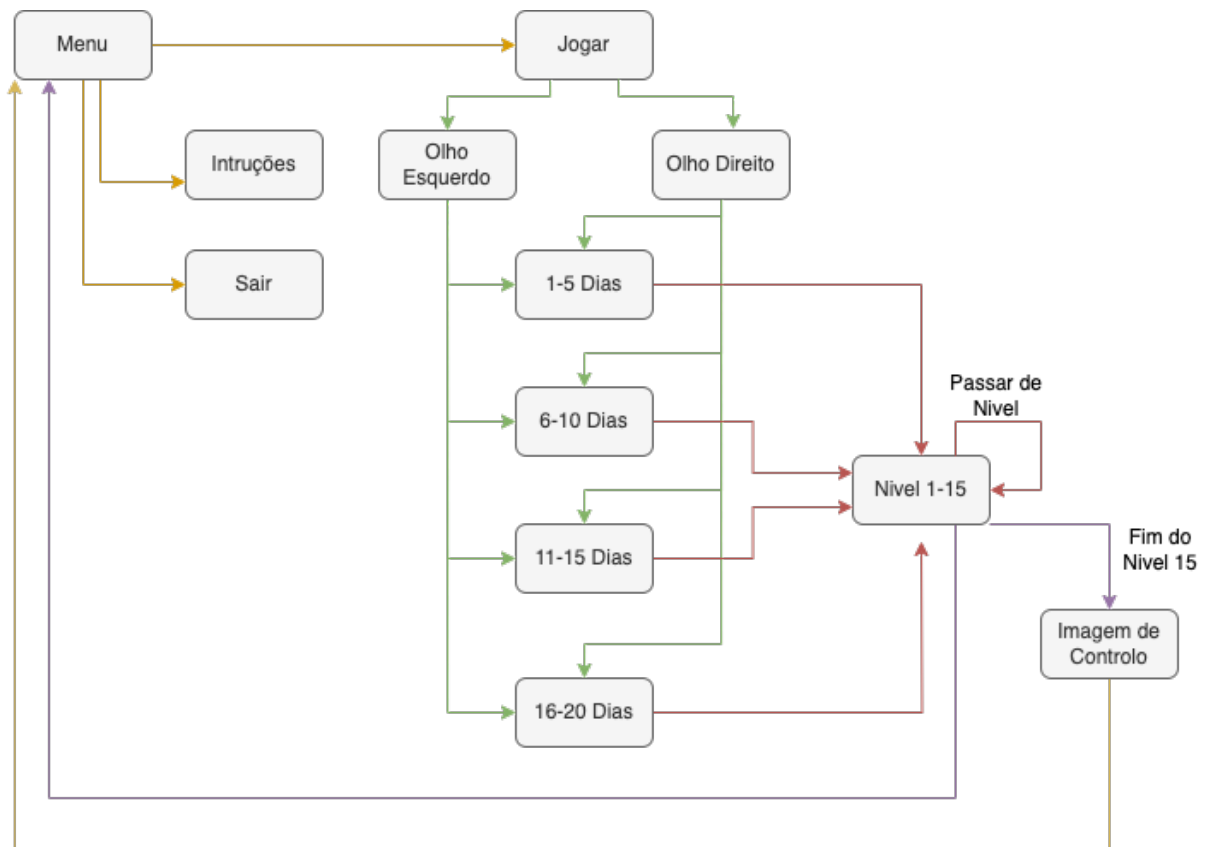 Menu
Jogar
Intruções
Olho
Esquerdo
Olho Direito
Sair
1-5 Dias
6-10 Dias
Passar de
Nivel
Nivel 1-15
11-15 Dias
Fim do
Nivel 15
Imagem de
Controlo
16-20 Dias